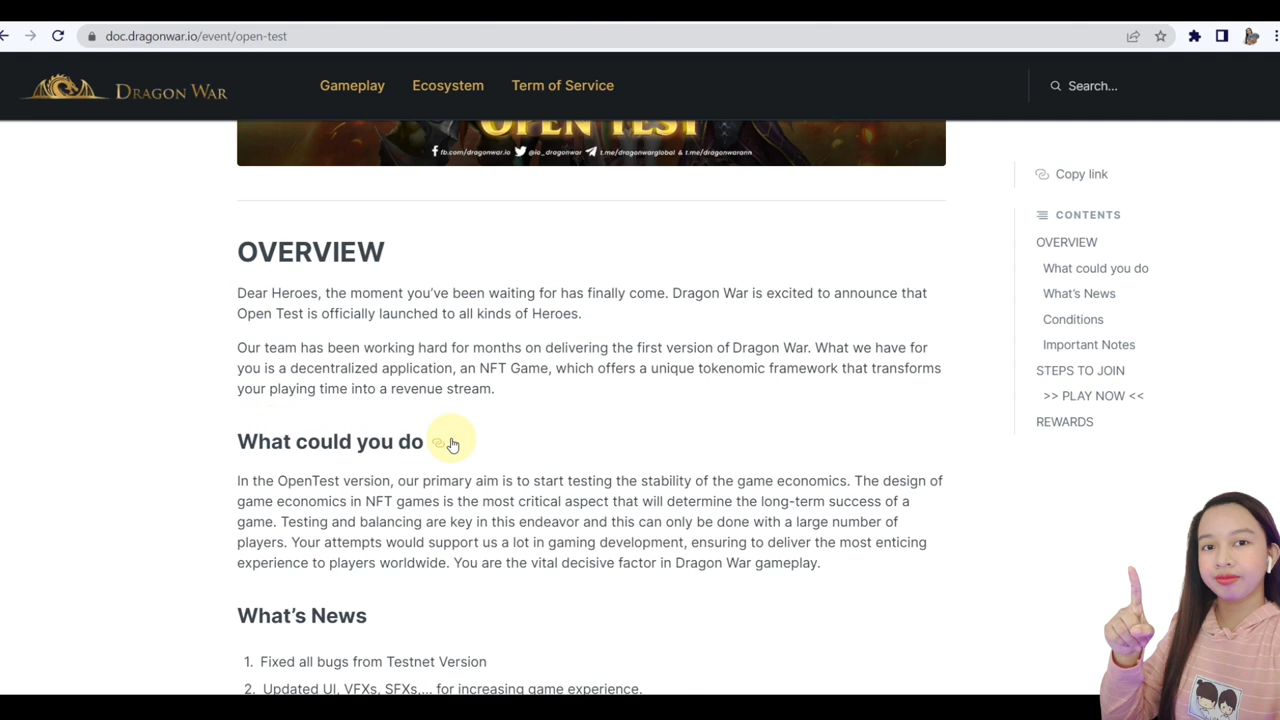 doc.dragonwar.io/event/open-test
DRAGON WAR
Gameplay
Ecosystem
Term of Service
Search...
OPEN TEST
fb.com/dragonwar.io @io_dragonwar t.me/dragonwarglobal & t.me/dragonwarann
Copy link
CONTENTS
OVERVIEW
What could you do
What's News
Conditions
Important Notes
STEPS TO JOIN
>> PLAY NOW <<
REWARDS
OVERVIEW
Dear Heroes, the moment you've been waiting for has finally come. Dragon War is excited to announce that
Open Test is officially launched to all kinds of Heroes.
Our team has been working hard for months on delivering the first version of Dragon War. What we have for
you is a decentralized application, an NFT Game, which offers a unique tokenomic framework that transforms
your playing time into a revenue stream.
What could you do
In the OpenTest version, our primary aim is to start testing the stability of the game economics. The design of
game economics in NFT games is the most critical aspect that will determine the long-term success of a
game. Testing and balancing are key in this endeavor and this can only be done with a large number of
players. Your attempts would support us a lot in gaming development, ensuring to deliver the most enticing
experience to players worldwide. You are the vital decisive factor in Dragon War gameplay.
What's News
1. Fixed all bugs from Testnet Version
2. Updated UI, VFXs, SFXs,... for increasing game experience.